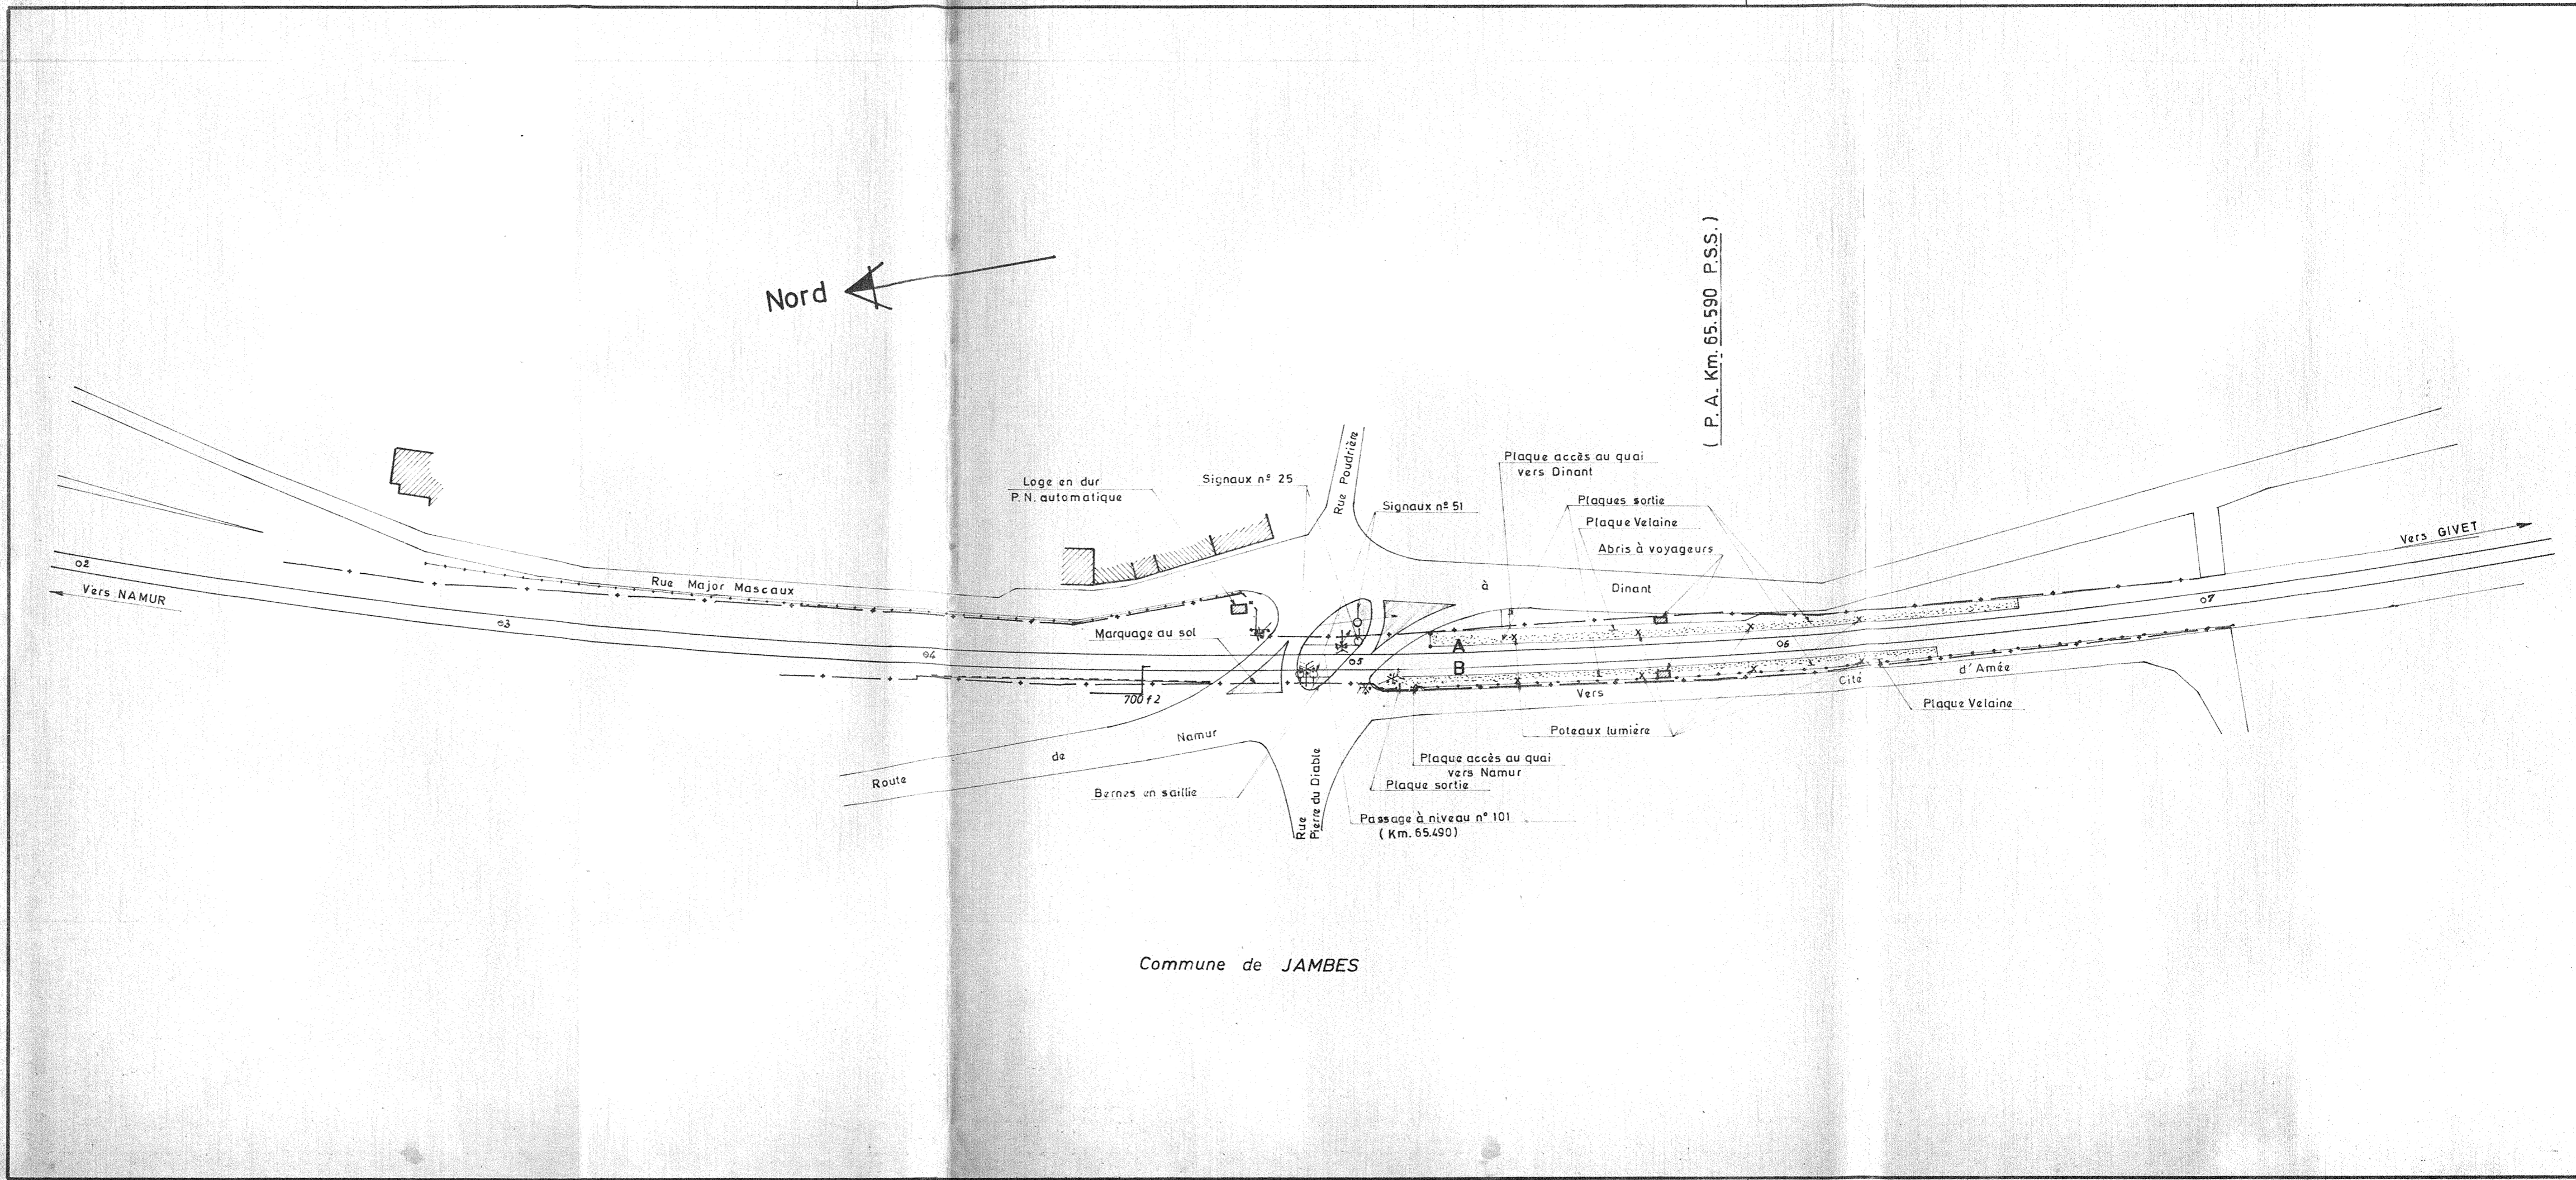 Nord
( P. A. Km. 65.590 P.S.S. )
Rue Poudrière
Loge en dur
P. N. automatique
Signaux nº 25
Signaux nº 51
Plaque accès au quai
vers Dinant
Plaques sortie
Plaque Velaine
Abris à voyageurs
Vers GIVET
02
Vers NAMUR
Rue Major Mascaux
à
Dinant
07
03
Marquage au sol
04
05
A
06
B
d'Amée
Cité
Vers
700 f 2
Plaque Velaine
Poteaux lumière
Namur
de
Route
Plaque accès au quai
vers Namur
Plaque sortie
Bernes en saillie
Rue
Pierre du Diable
Passage à niveau n° 101
( Km. 65.490)
Commune de JAMBES